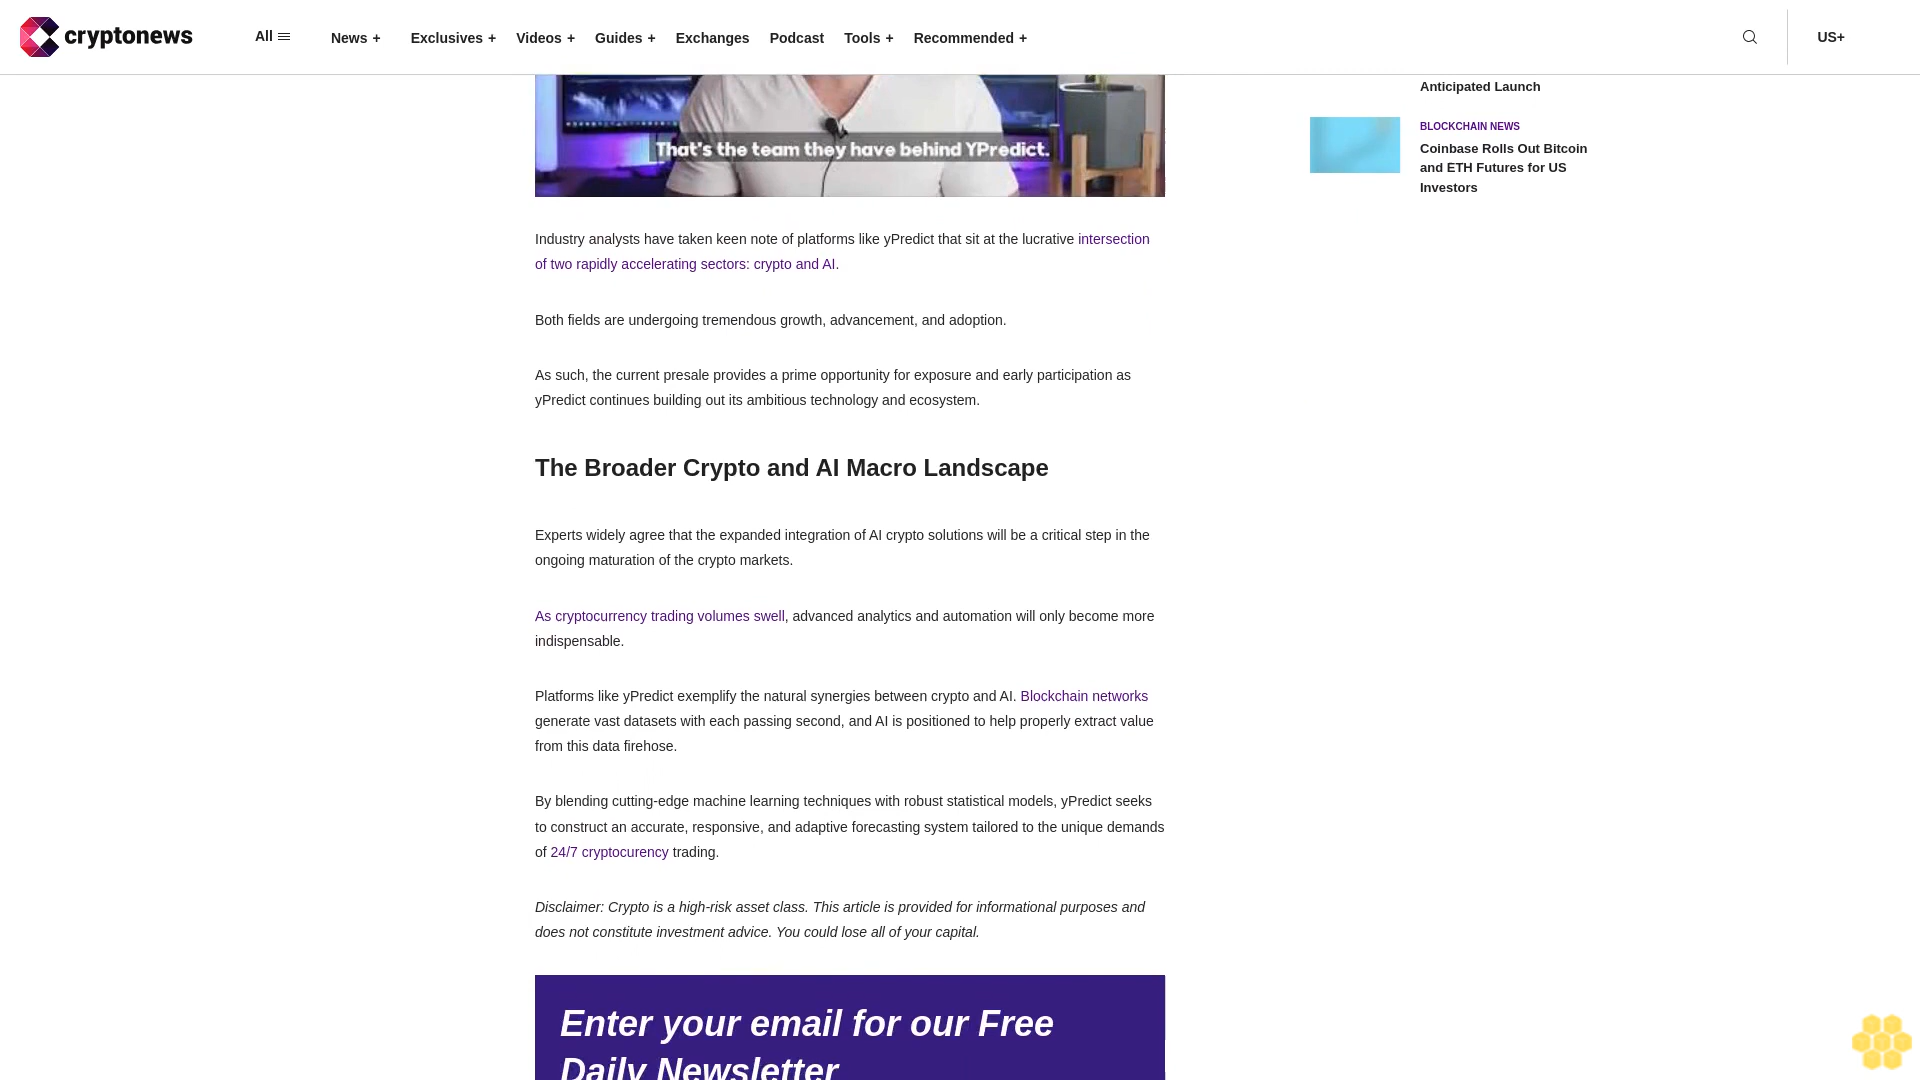 cryptonews
All
News +
Exclusives +
Videos +
Guides +
Exchanges
Podcast
Tools +
Recommended +
US+
That's the team they have behind YPredict.
Industry analysts have taken keen note of platforms like yPredict that sit at the lucrative intersection
of two rapidly accelerating sectors: crypto and AI.
Both fields are undergoing tremendous growth, advancement, and adoption.
As such, the current presale provides a prime opportunity for exposure and early participation as
yPredict continues building out its ambitious technology and ecosystem.
The Broader Crypto and AI Macro Landscape
Experts widely agree that the expanded integration of AI crypto solutions will be a critical step in the
ongoing maturation of the crypto markets.
As cryptocurrency trading volumes swell, advanced analytics and automation will only become more
indispensable.
Platforms like yPredict exemplify the natural synergies between crypto and AI. Blockchain networks
generate vast datasets with each passing second, and AI is positioned to help properly extract value
from this data firehose.
By blending cutting-edge machine learning techniques with robust statistical models, yPredict seeks
to construct an accurate, responsive, and adaptive forecasting system tailored to the unique demands
of 24/7 cryptocurency trading.
Disclaimer: Crypto is a high-risk asset class. This article is provided for informational purposes and
does not constitute investment advice. You could lose all of your capital.
Enter your email for our Free
Daily Newsletter
Anticipated Launch
BLOCKCHAIN NEWS
Coinbase Rolls Out Bitcoin
and ETH Futures for US
Investors